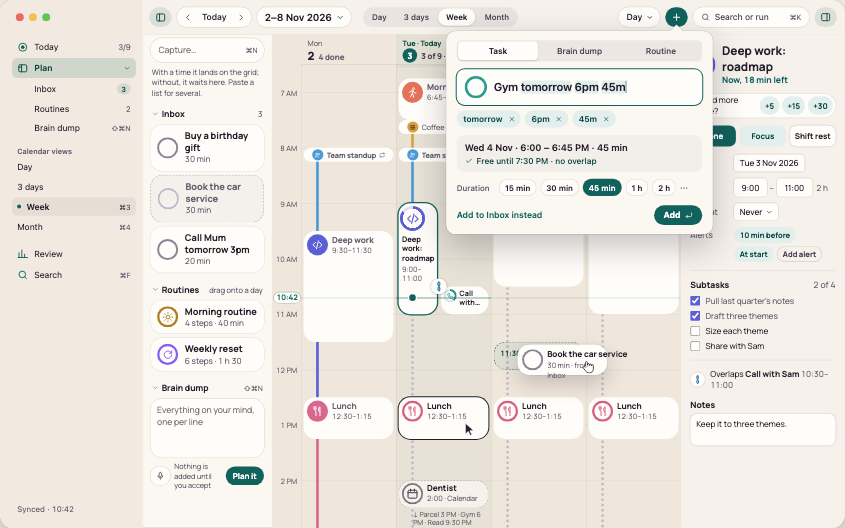 Today
2–8 Nov 2026
Day
3 days
Week
Month
Day
Search or run
⌘K
Today 3/9
Plan
Inbox 3
Routines 2
Brain dump ⇧⌘N
Calendar views
Day
3 days
Week ⌘3
Month ⌘4
Review
Search ⌘F
Synced · 10:42
Capture... ⌘N
With a time it lands on the grid;
without, it waits here. Paste a
list for several.
Inbox 3
Buy a birthday
gift
30 min
Book the car
service
30 min
Call Mum
tomorrow 3pm
20 min
Routines drag onto a day
Morning routine
4 steps · 40 min
Weekly reset
6 steps · 1 h 30
Brain dump ⇧⌘N
Everything on your mind,
one per line
Nothing is
added until
you accept
Plan it
Mon
2 4 done
Tue · Today
3 3 of 9
7 AM
8 AM
9 AM
10 AM
10:42
11 AM
12 PM
1 PM
2 PM
Team standup
Deep work
9:30–11:30
Lunch
12:30–1:15
6:45–
Coffee
Deep
work:
roadmap
9:00–
11:00
Call
with...
Lunch
12:30–1:15
Dentist
2:00 · Calendar
Parcel 3 PM · Gym 6
PM · Read 9:30 PM
Book the car service
30 min · from
Inbox
Lunch
12:30–1:15
Lunch
12:30–1:15
Task
Brain dump
Routine
Gym tomorrow 6pm 45m
tomorrow ×
6pm ×
45m ×
Wed 4 Nov · 6:00 – 6:45 PM · 45 min
Free until 7:30 PM · no overlap
Duration
15 min
30 min
45 min
1 h
2 h
···
Add to Inbox instead
Add
Deep work:
roadmap
Now, 18 min left
+5
+15
+30
Focus
Shift rest
Tue 3 Nov 2026
9:00 – 11:00 2 h
Never
Alerts
10 min before
At start
Add alert
Subtasks 2 of 4
Pull last quarter's notes
Draft three themes
Size each theme
Share with Sam
Overlaps Call with Sam 10:30–
11:00
Notes
Keep it to three themes.